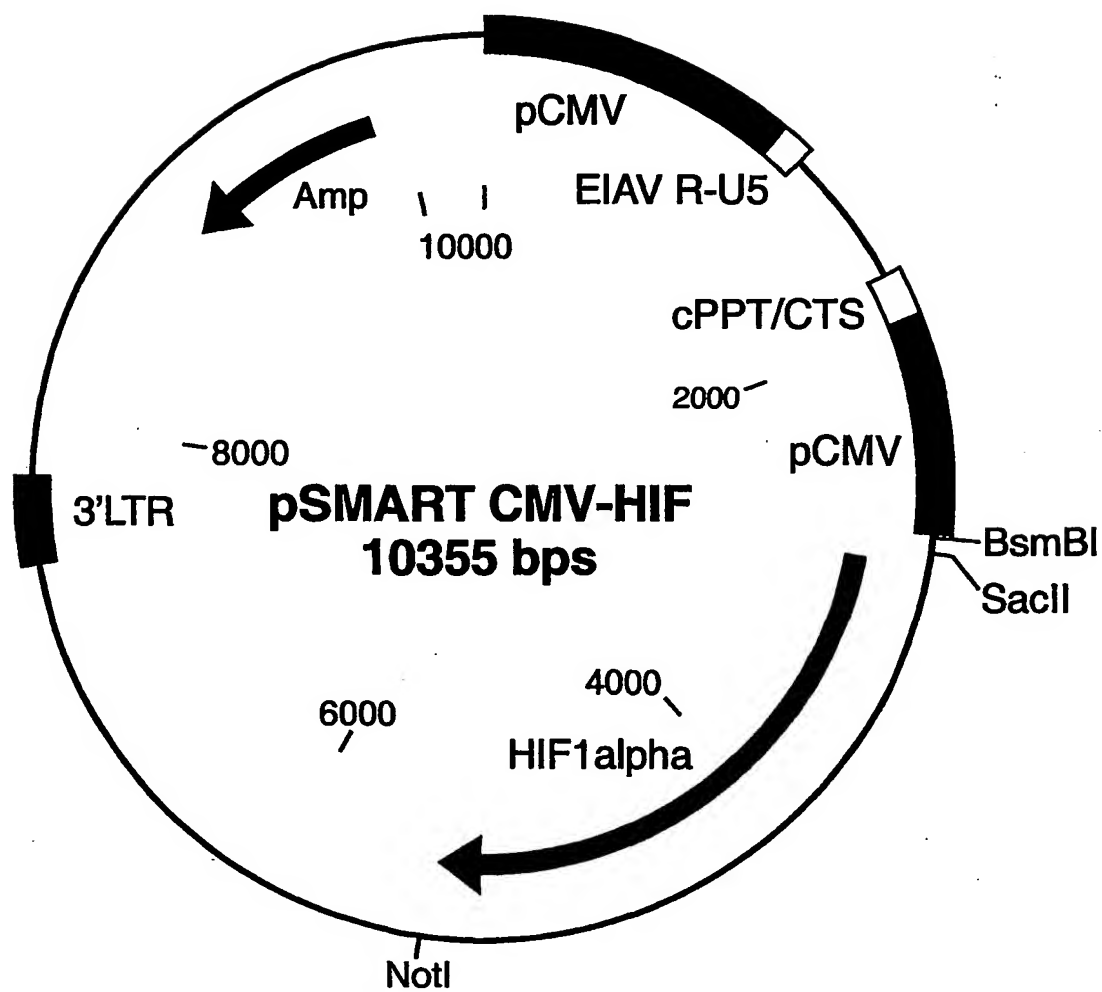 pCMV
EIAV R-U5
Amp
10000
cPPT/CTS
2000
pCMV
8000
3'LTR
pSMART CMV-HIF
10355 bps
BsmBI
SacII
4000
6000
HIF1alpha
NotI